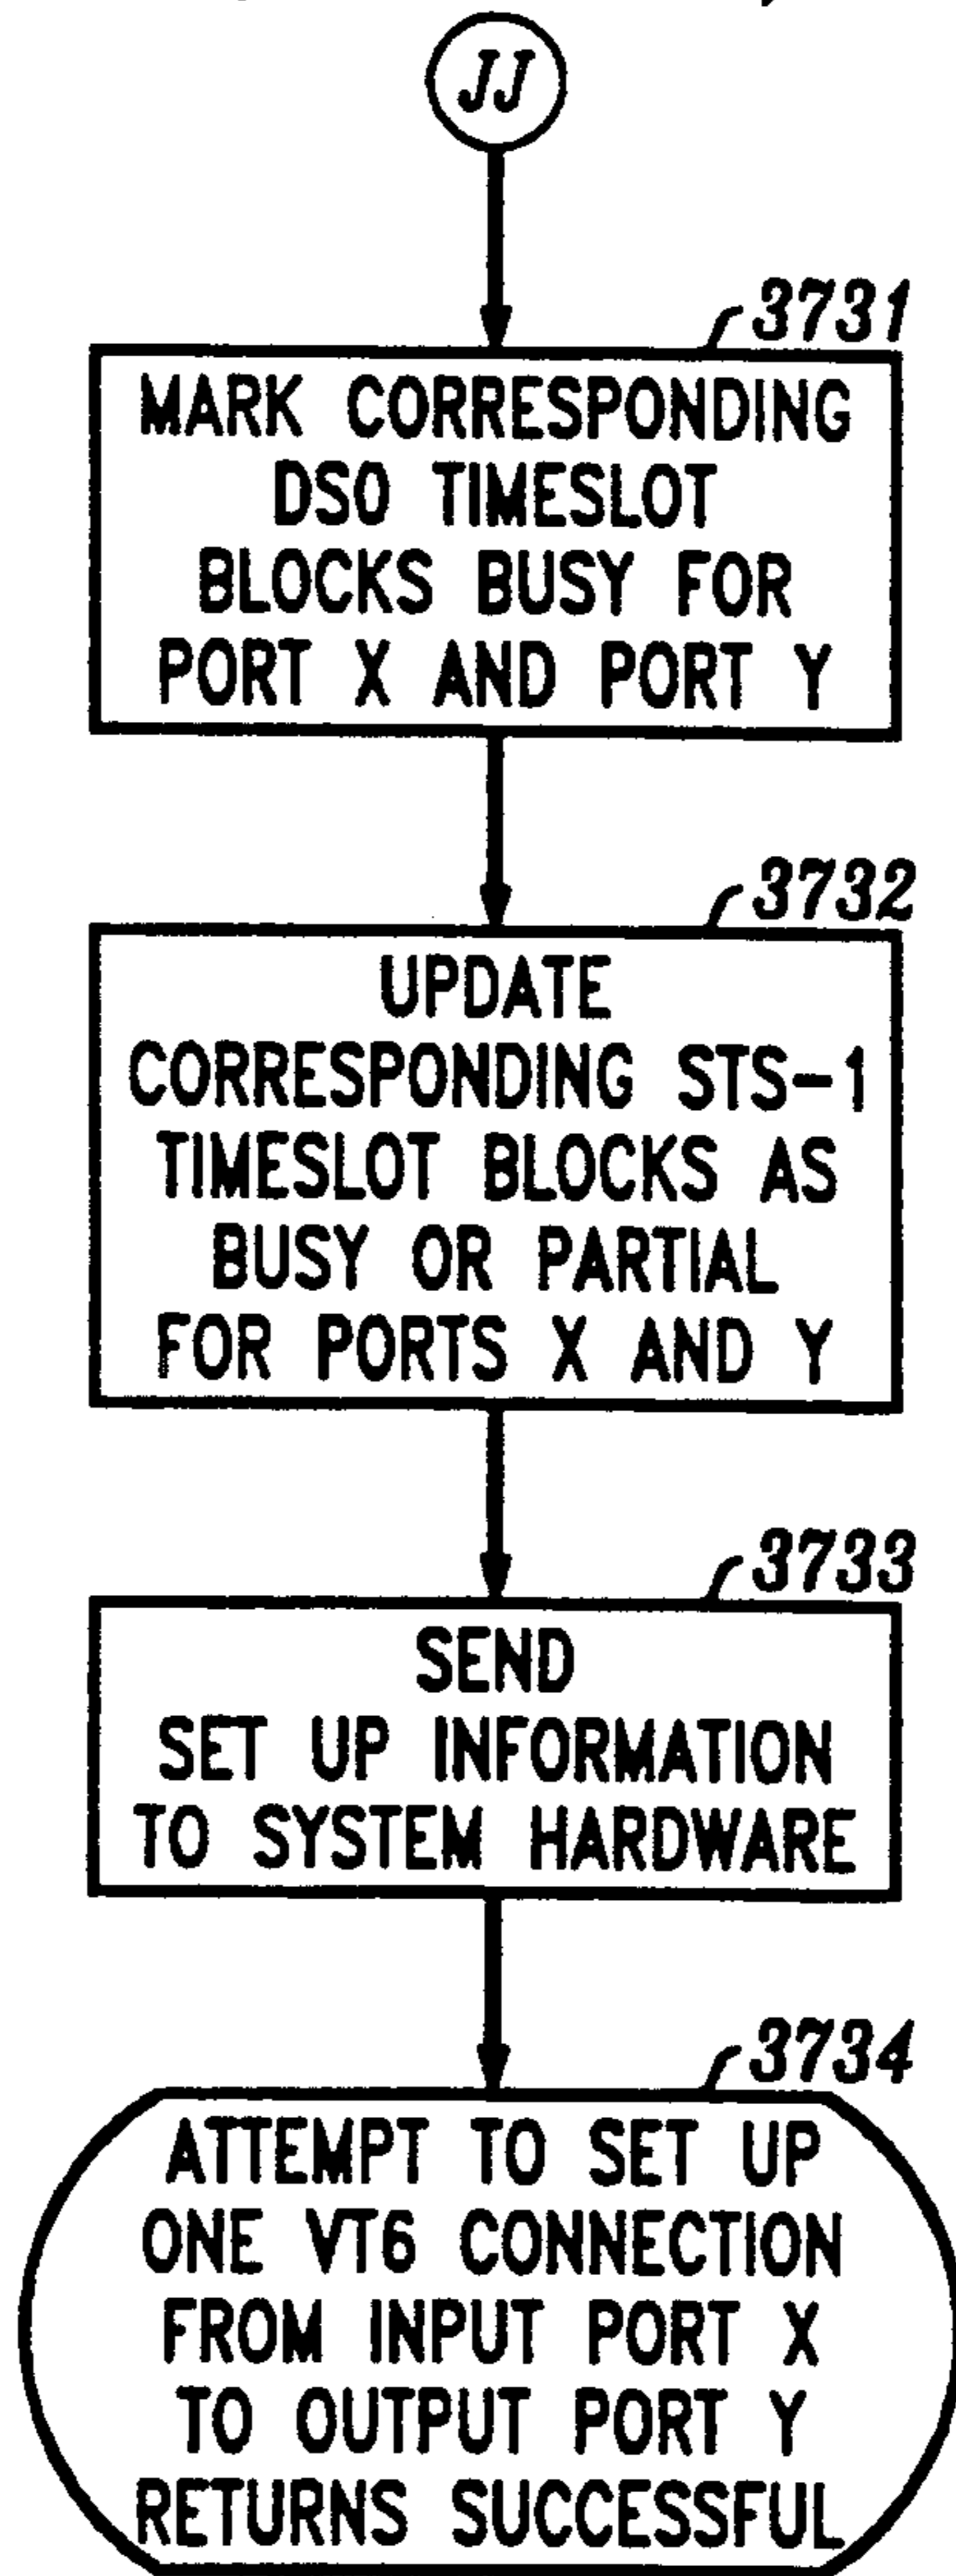 JJ
3731
MARK CORRESPONDING
DS0 TIMESLOT
BLOCKS BUSY FOR
PORT X AND PORT Y
3732
UPDATE
CORRESPONDING STS-1
TIMESLOT BLOCKS AS
BUSY OR PARTIAL
FOR PORTS X AND Y
3733
SEND
SET UP INFORMATION
TO SYSTEM HARDWARE
3734
ATTEMPT TO SET UP
ONE VT6 CONNECTION
FROM INPUT PORT X
TO OUTPUT PORT Y
RETURNS SUCCESSFUL